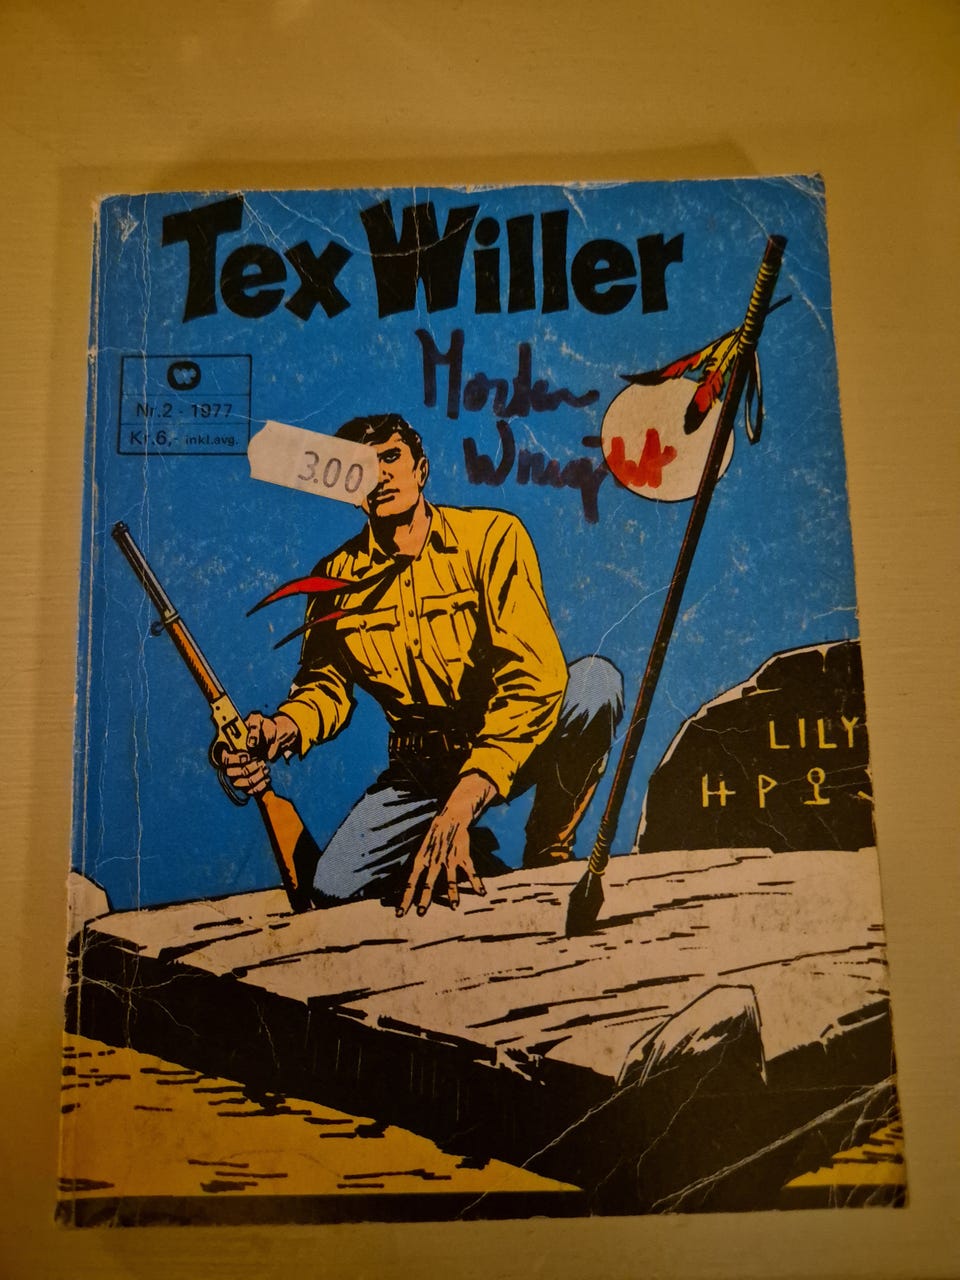 Tex Willer
Nr.2 - 1977
Kr.6,- inkl.avg.
Morten
3.00
LILY
H P